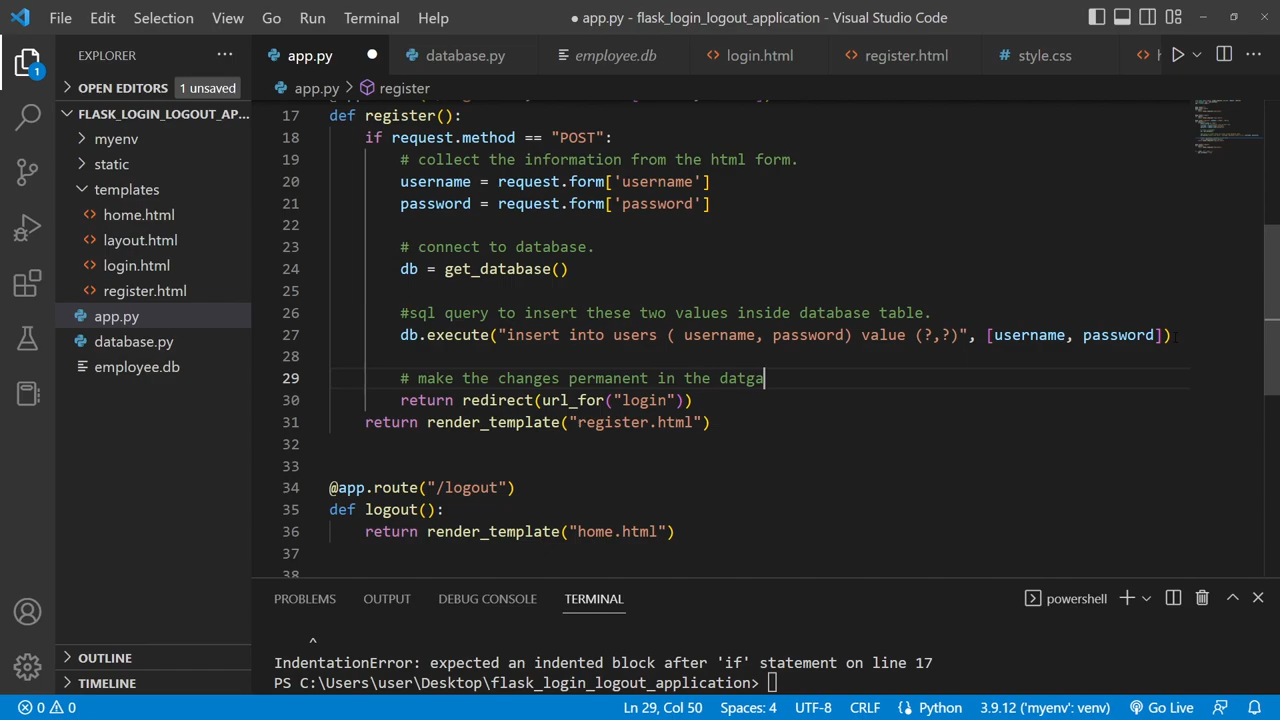 File Edit Selection View Go Run Terminal Help ● app.py - flask_login_logout_application - Visual Studio Code
EXPLORER ...
app.py database.py employee.db login.html register.html style.css
app.py > register
OPEN EDITORS 1 unsaved
FLASK_LOGIN_LOGOUT_AP...
myenv
static
templates
home.html
layout.html
login.html
register.html
app.py
database.py
employee.db
OUTLINE
TIMELINE
1
17 def register():
18 if request.method == "POST":
19 # collect the information from the html form.
20 username = request.form['username']
21 password = request.form['password']
22
23 # connect to database.
24 db = get_database()
25
26 #sql query to insert these two values inside database table.
27 db.execute("insert into users ( username, password) value (?,?)", [username, password])
28
29 # make the changes permanent in the datga
30 return redirect(url_for("login"))
31 return render_template("register.html")
32
33
34 @app.route("/logout")
35 def logout():
36 return render_template("home.html")
37
38
PROBLEMS OUTPUT DEBUG CONSOLE TERMINAL powershell
^
IndentationError: expected an indented block after 'if' statement on line 17
PS C:\Users\user\Desktop\flask_login_logout_application>
0 0 Ln 29, Col 50 Spaces: 4 UTF-8 CRLF Python 3.9.12 ('myenv': venv) Go Live